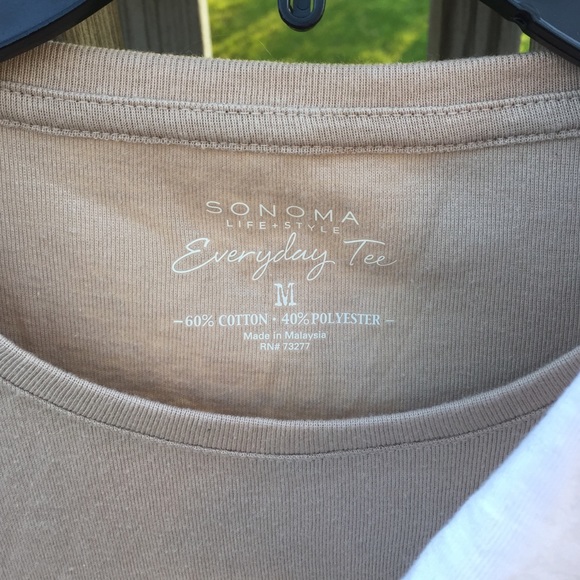 SONOMA
LIFE+STYLE
Everyday Tee
M
- 60% COTTON • 40% POLYESTER -
Made in Malaysia
RN# 73277